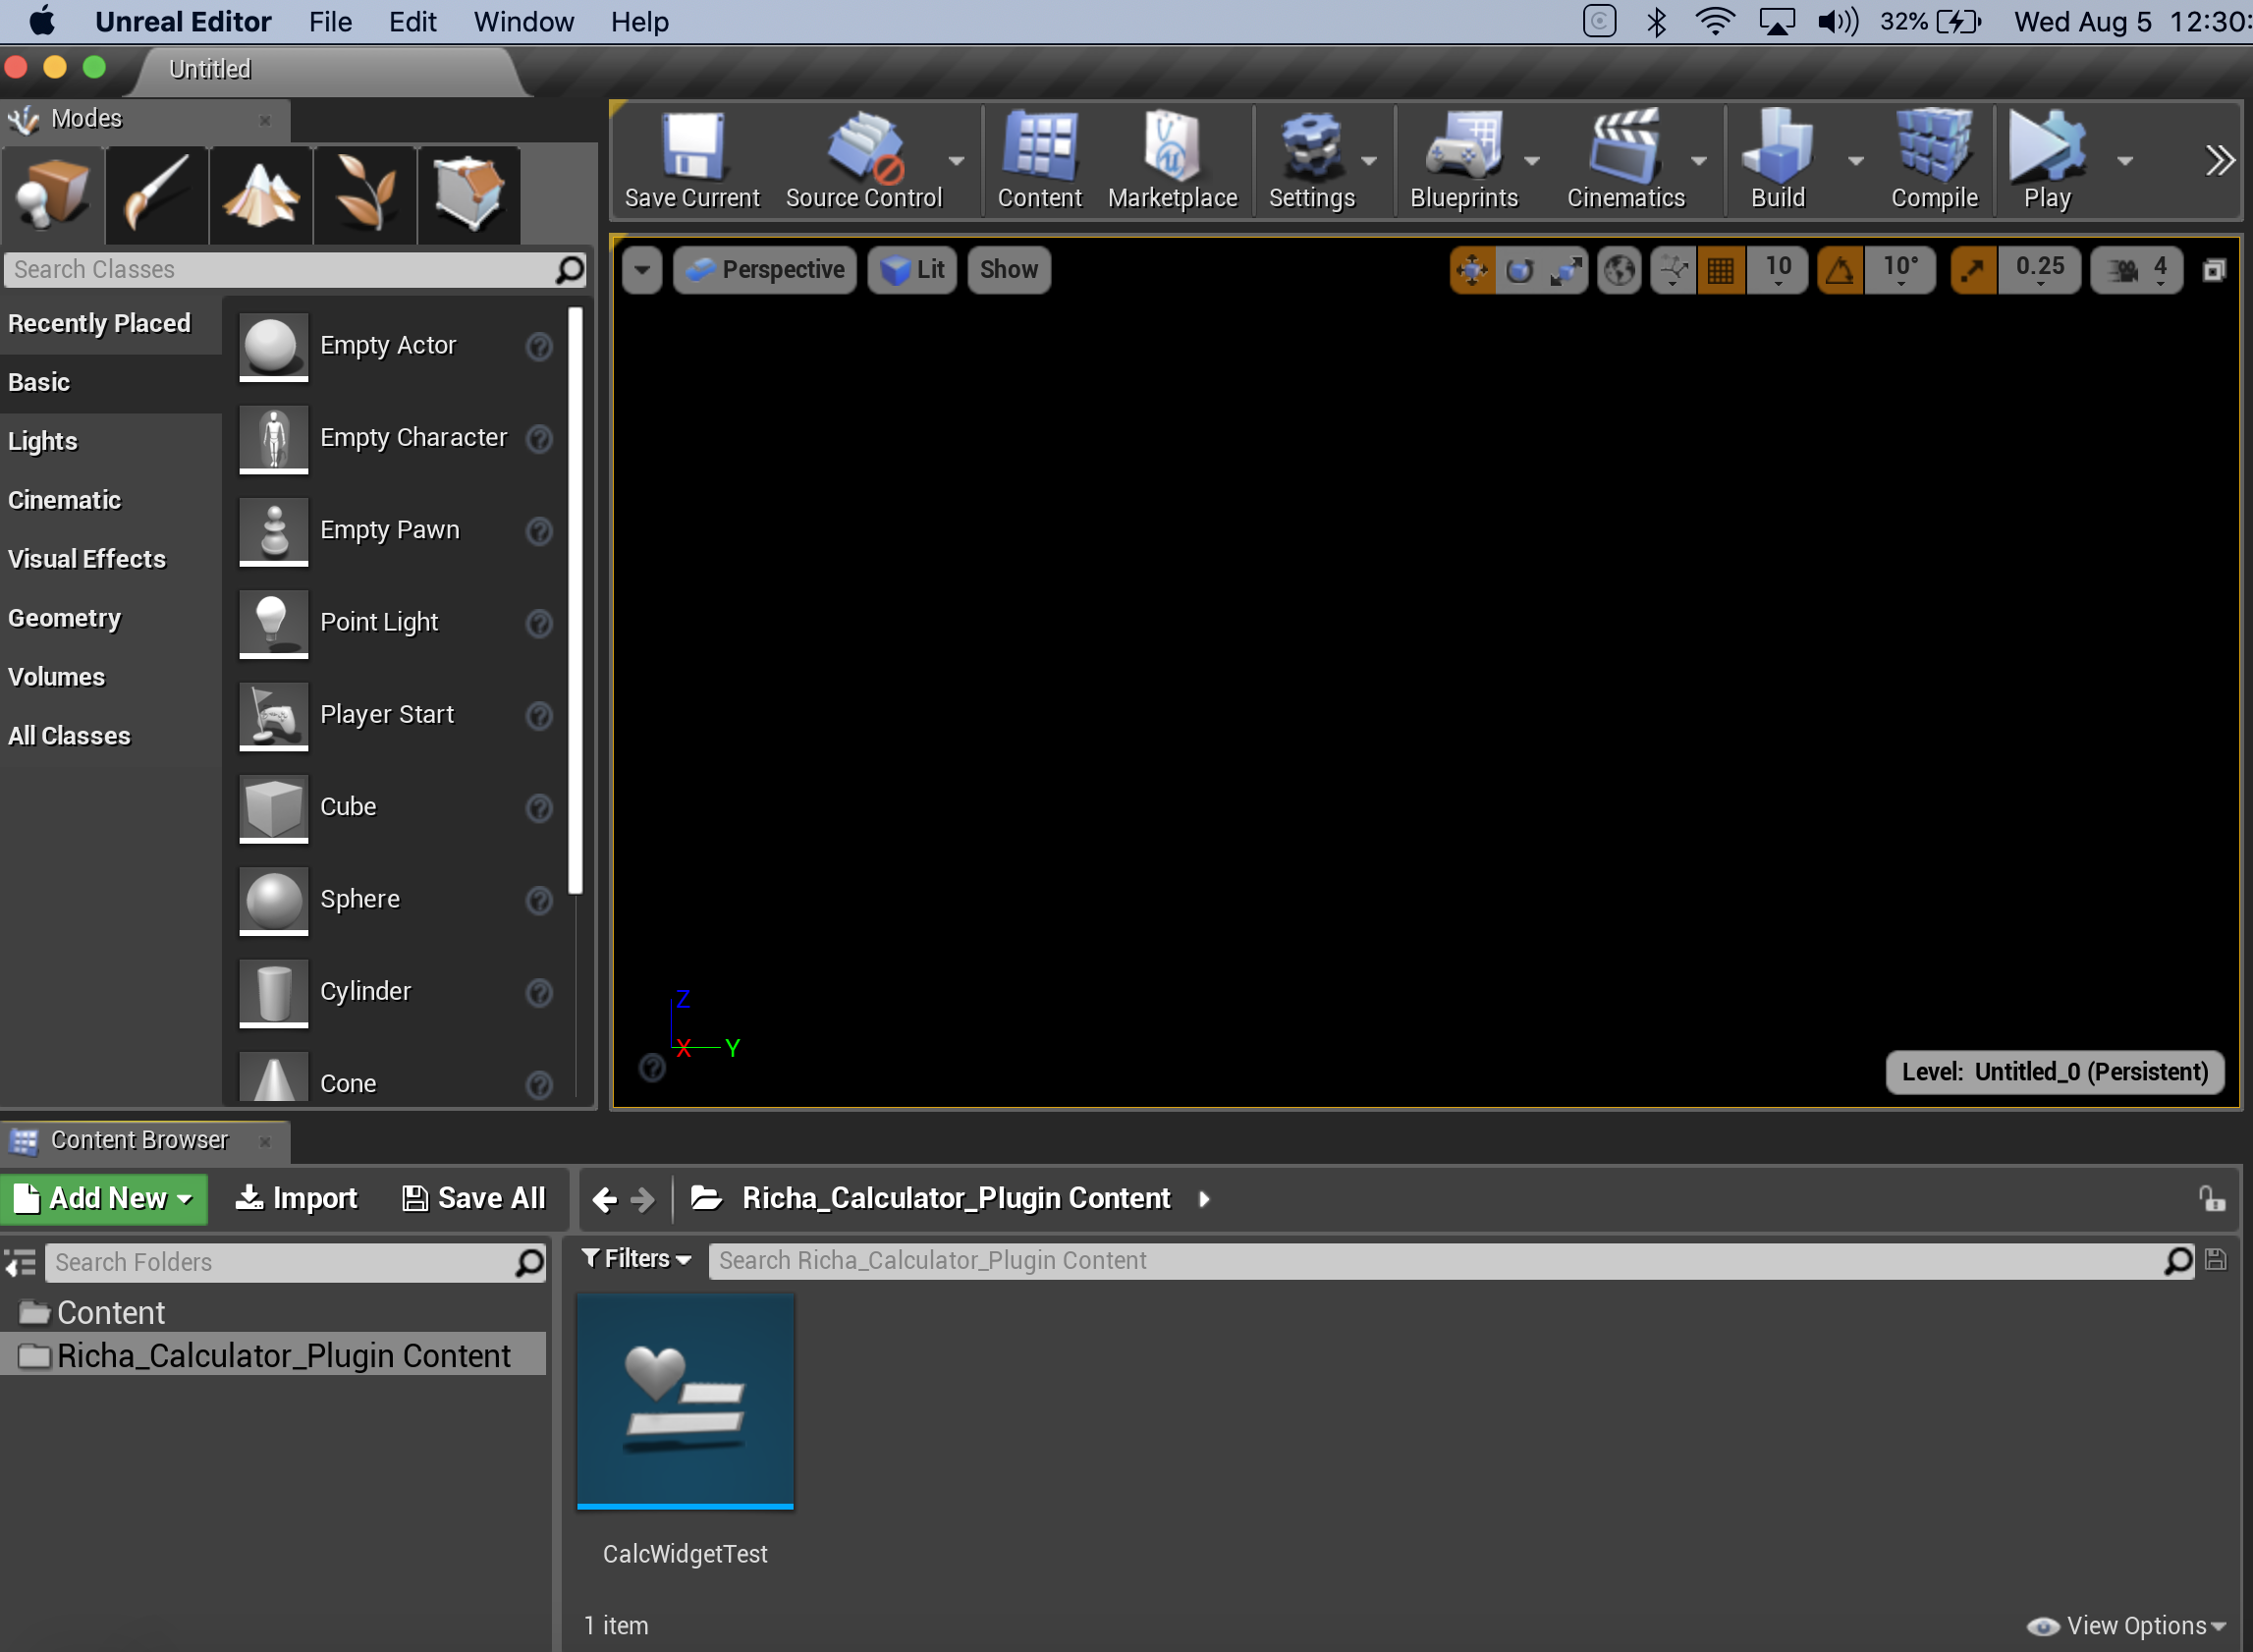 Unreal Editor File Edit Window Help 32% Wed Aug 5 12:30:
Untitled
Modes
Save Current Source Control Content Marketplace Settings Blueprints Cinematics Build Compile Play
Search Classes
Perspective Lit Show 10 10° 0.25 4
Recently Placed
Basic
Lights
Cinematic
Visual Effects
Geometry
Volumes
All Classes
Empty Actor
Empty Character
Empty Pawn
Point Light
Player Start
Cube
Sphere
Cylinder
Cone
Z
X Y
Level: Untitled_0 (Persistent)
Content Browser
Add New Import Save All Richa_Calculator_Plugin Content
Search Folders
Filters Search Richa_Calculator_Plugin Content
Content
Richa_Calculator_Plugin Content
CalcWidgetTest
1 item
View Options